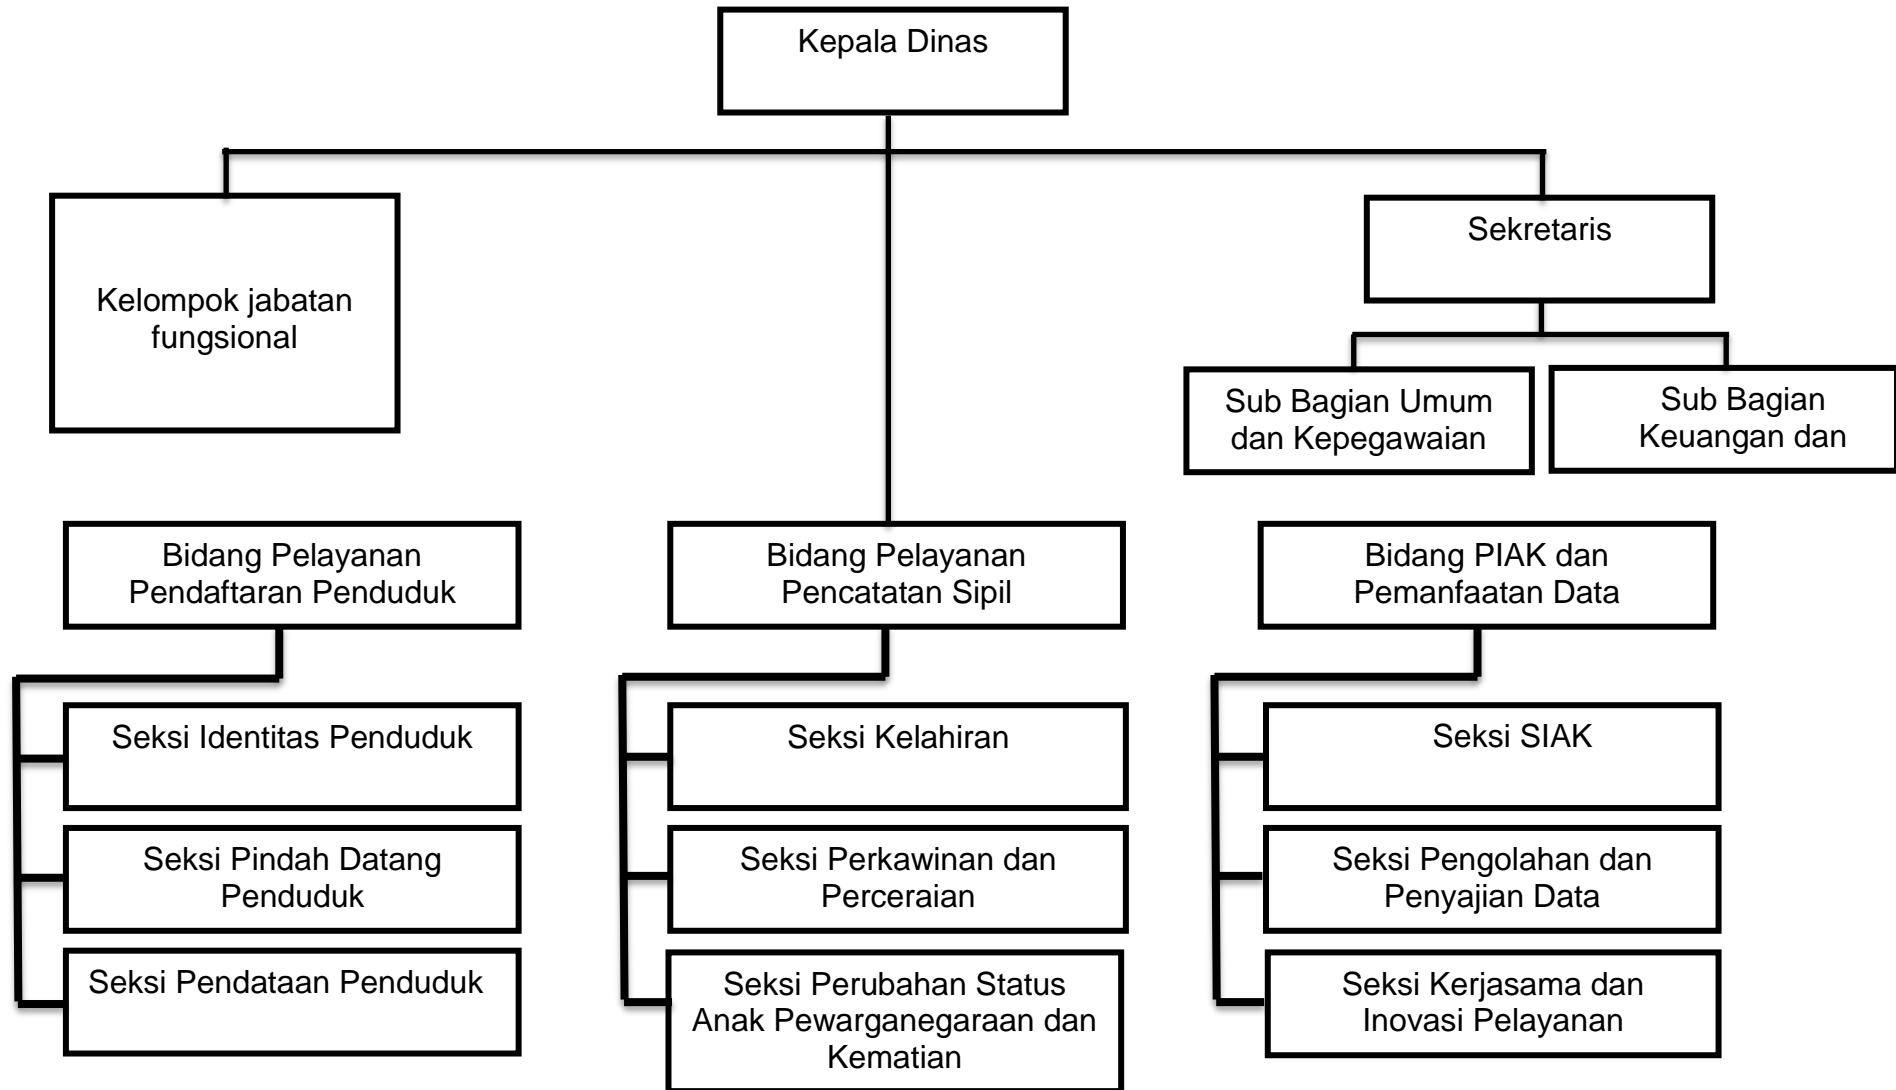 Kepala Dinas
Kelompok jabatan
fungsional
Sekretaris
Sub Bagian Umum
dan Kepegawaian
Sub Bagian
Keuangan dan
Bidang Pelayanan
Pendaftaran Penduduk
Seksi Identitas Penduduk
Seksi Pindah Datang
Penduduk
Seksi Pendataan Penduduk
Bidang Pelayanan
Pencatatan Sipil
Seksi Kelahiran
Seksi Perkawinan dan
Perceraian
Seksi Perubahan Status
Anak Pewarganegaraan dan
Kematian
Bidang PIAK dan
Pemanfaatan Data
Seksi SIAK
Seksi Pengolahan dan
Penyajian Data
Seksi Kerjasama dan
Inovasi Pelayanan